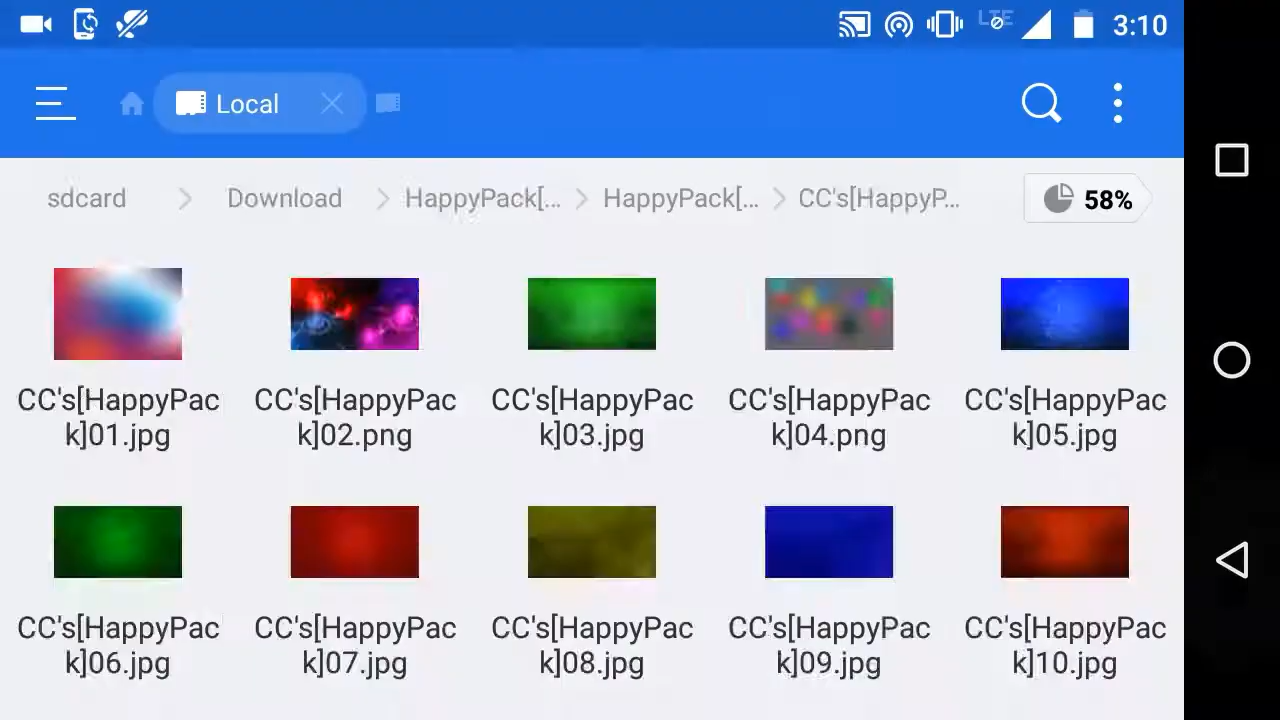 LTE 3:10
Local
sdcard Download HappyPack[... HappyPack[... CC's[HappyP... 58%
CC's[HappyPac CC's[HappyPac CC's[HappyPac CC's[HappyPac CC's[HappyPac
k]01.jpg k]02.png k]03.jpg k]04.png k]05.jpg
CC's[HappyPac CC's[HappyPac CC's[HappyPac CC's[HappyPac CC's[HappyPac
k]06.jpg k]07.jpg k]08.jpg k]09.jpg k]10.jpg